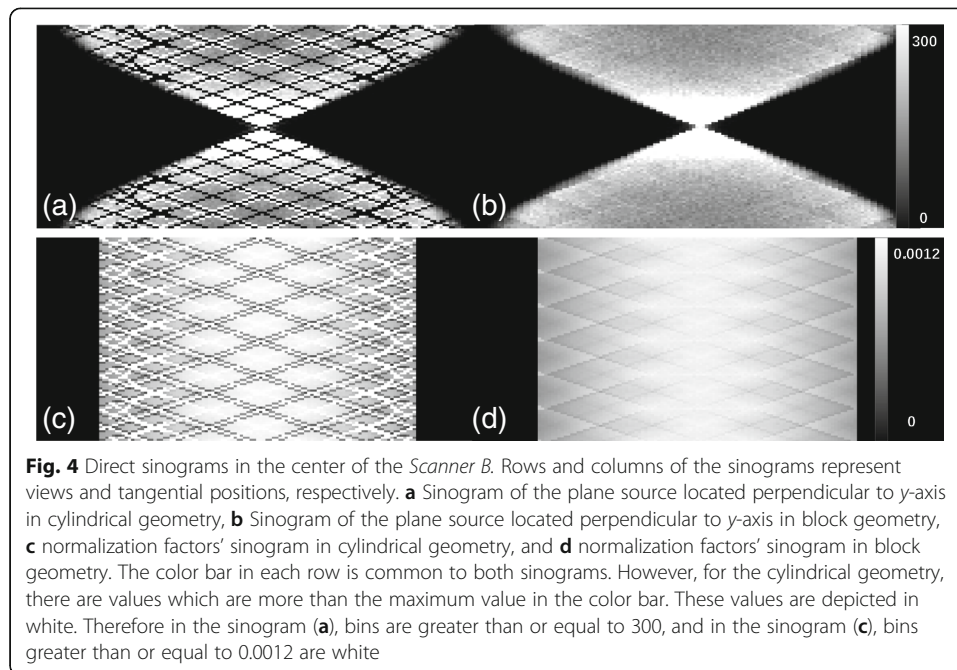 300
(a)
(b)
0
0.0012
(c)
(d)
0
Fig. 4 Direct sinograms in the center of the Scanner B. Rows and columns of the sinograms represent
views and tangential positions, respectively. a Sinogram of the plane source located perpendicular to y-axis
in cylindrical geometry, b Sinogram of the plane source located perpendicular to y-axis in block geometry,
c normalization factors' sinogram in cylindrical geometry, and d normalization factors' sinogram in block
geometry. The color bar in each row is common to both sinograms. However, for the cylindrical geometry,
there are values which are more than the maximum value in the color bar. These values are depicted in
white. Therefore in the sinogram (a), bins are greater than or equal to 300, and in the sinogram (c), bins
greater than or equal to 0.0012 are white